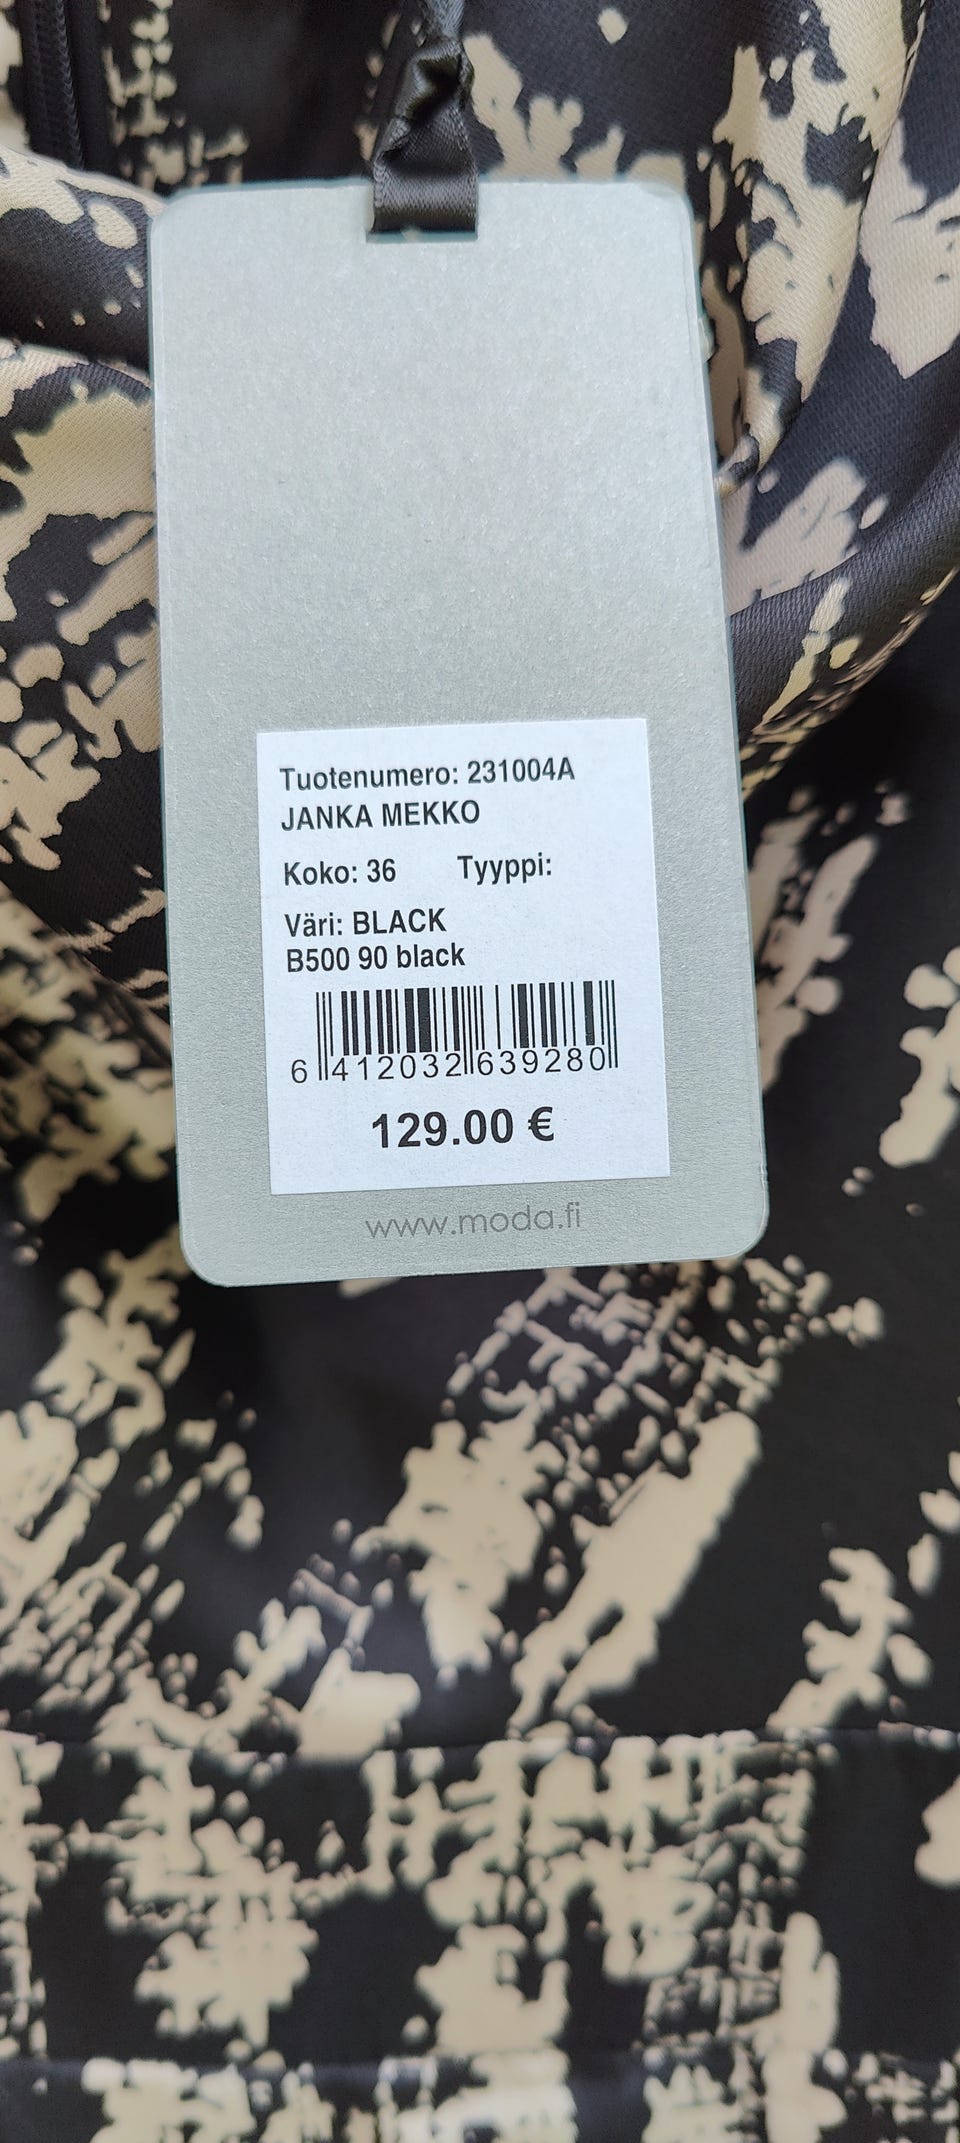 Tuotenumero: 231004A
JANKA MEKKO
Koko: 36 Tyyppi:
Väri: BLACK
B500 90 black
6 412032 639280
129.00 €
www.moda.fi